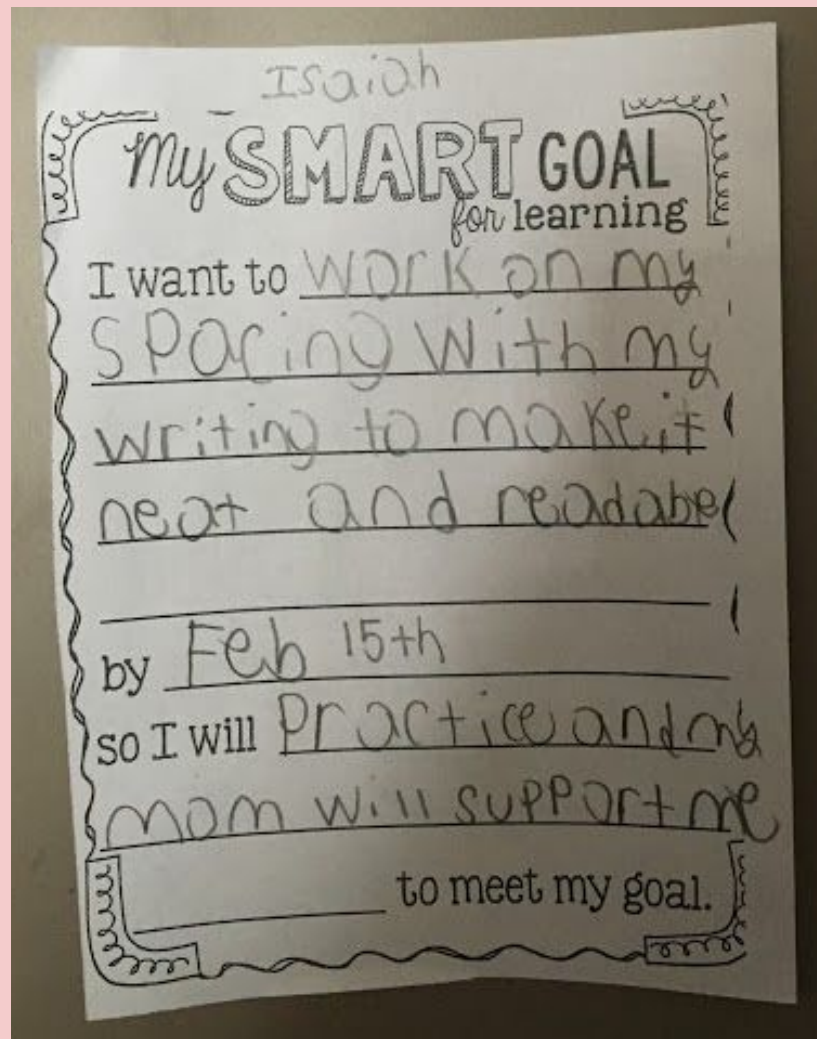 Isaiah
My SMART GOAL
for learning
I want to work on my
spacing with my
writing to make it
neat and readabe
by Feb 15th
so I will practice and my
mom will support me
to meet my goal.